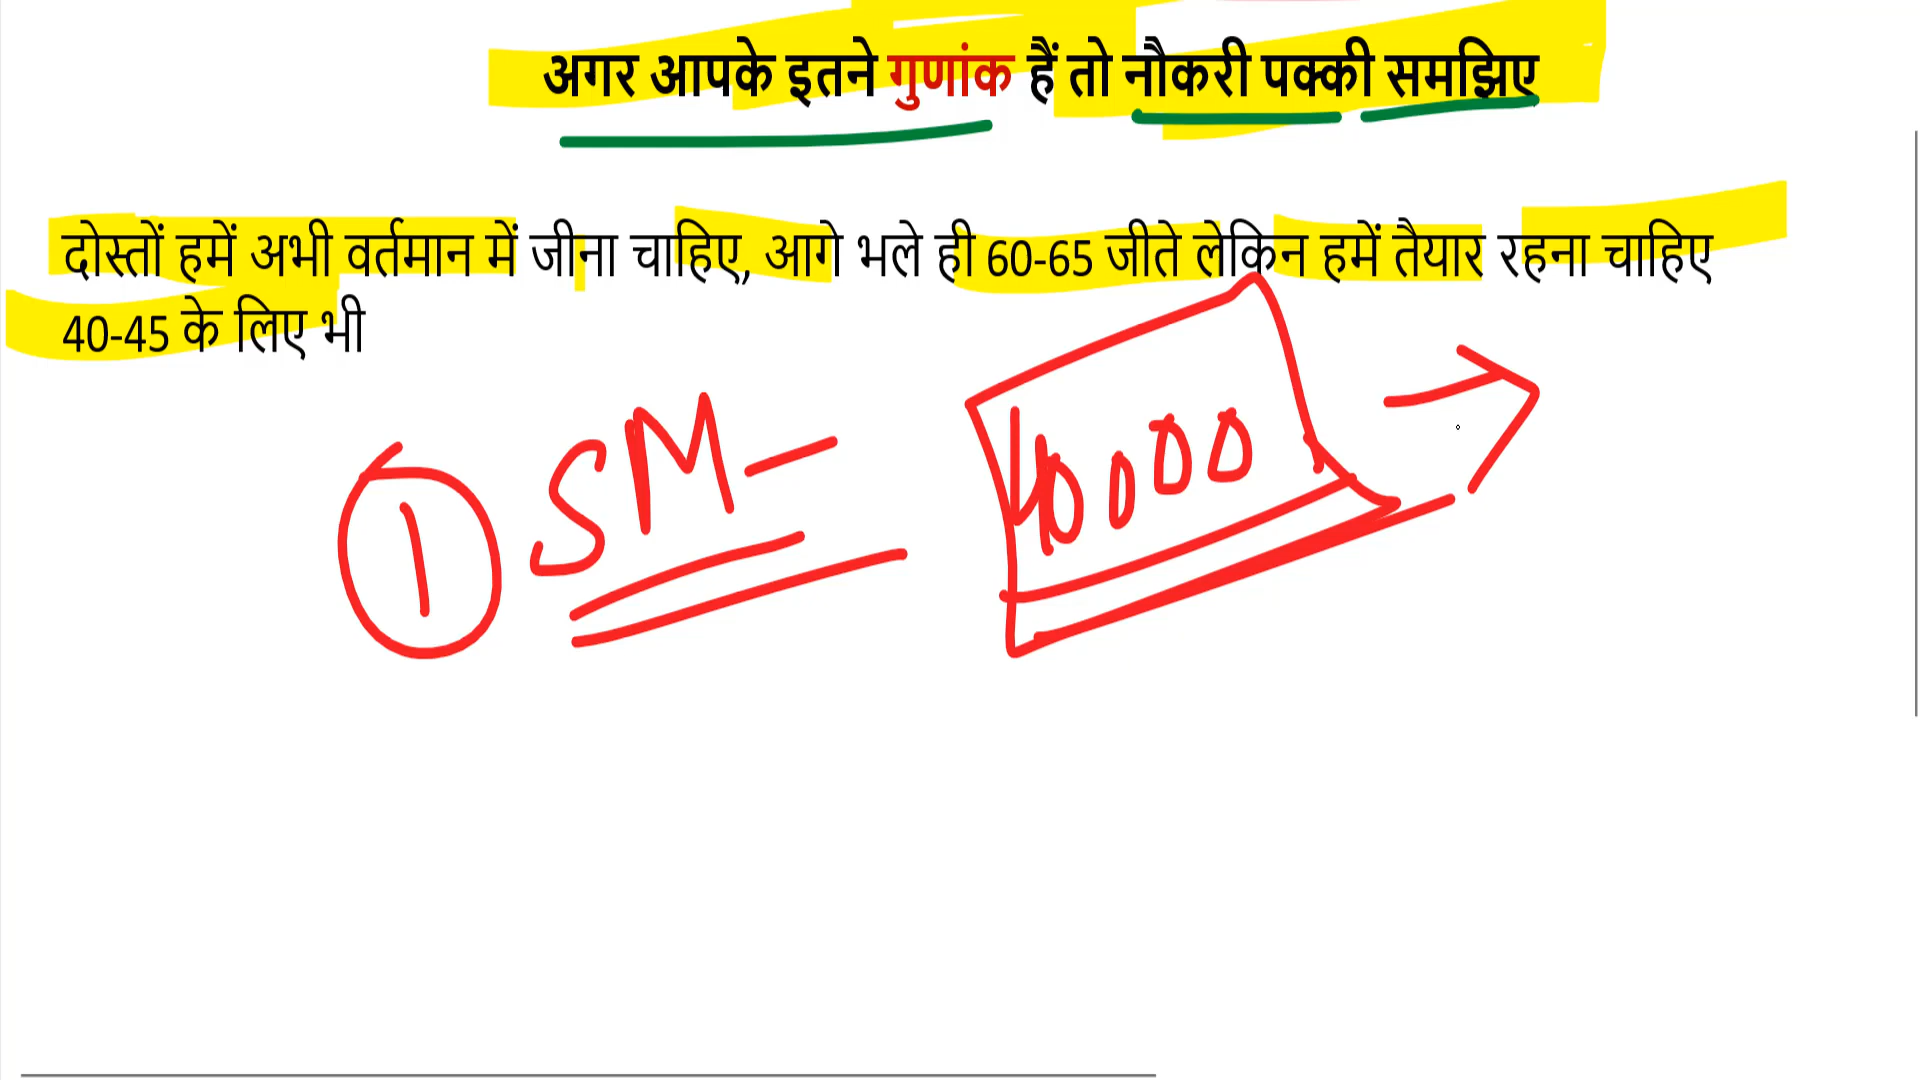 अगर आपके इतने गुणांक हैं तो नौकरी पक्की समझिए
दोस्तों हमें अभी वर्तमान में जीना चाहिए, आगे भले ही 60-65 जीते लेकिन हमें तैयार रहना चाहिए
40-45 के लिए भी
1 SM - 40000